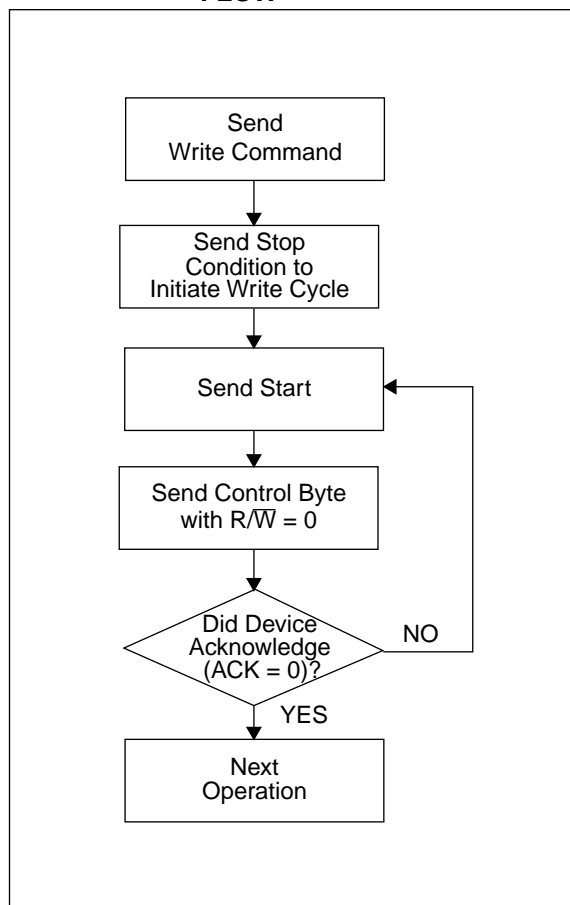 FLOW
Send
Write Command
Send Stop
Condition to
Initiate Write Cycle
Send Start
Send Control Byte
with R/W̅ = 0
Did Device
Acknowledge
(ACK = 0)?
NO
YES
Next
Operation